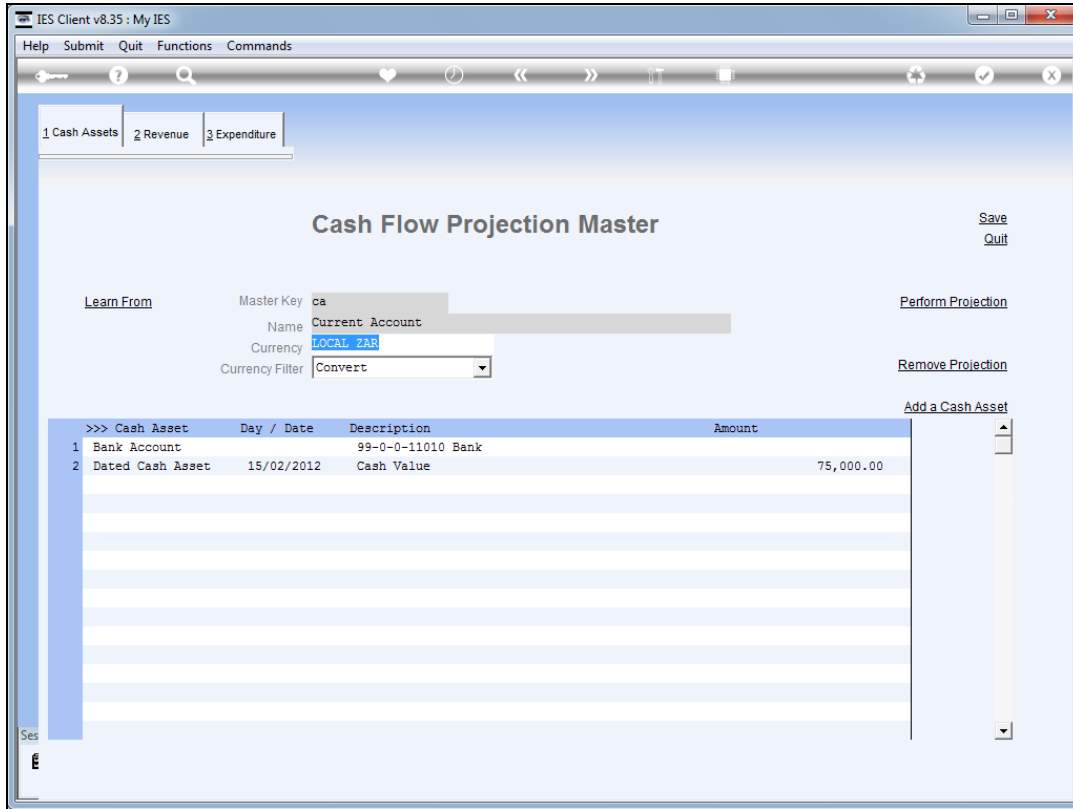 IES Client v8.35 : My IES
Help Submit Quit Functions Commands
1 Cash Assets 2 Revenue 3 Expenditure
Cash Flow Projection Master
Save
Quit
Learn From Master Key ca Perform Projection
Name Current Account
Currency LOCAL ZAR
Currency Filter Convert Remove Projection
Add a Cash Asset
>>> Cash Asset Day / Date Description Amount
1 Bank Account 99-0-0-11010 Bank
2 Dated Cash Asset 15/02/2012 Cash Value 75,000.00
Ses